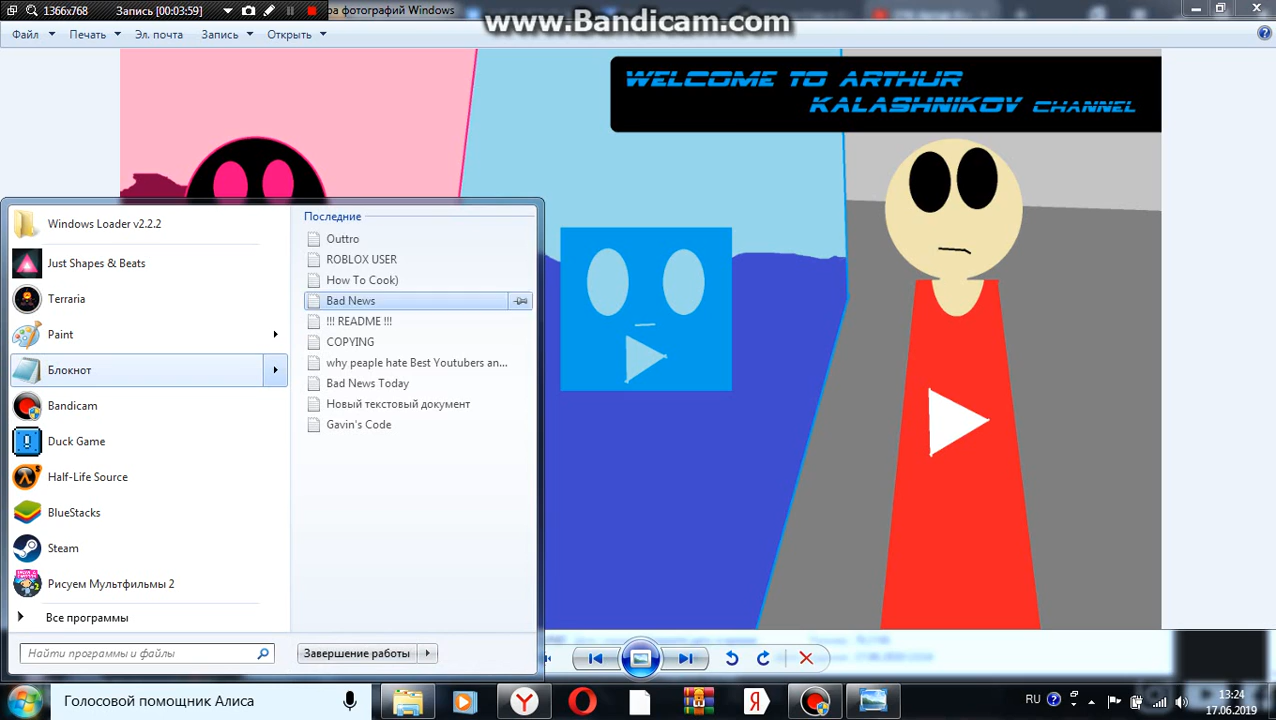 1366x768 Запись [00:03:59]
ра фотографий Windows
www.Bandicam.com
Файл Печать Эл. почта Запись Открыть
WELCOME TO ARTHUR
KALASHNIKOV CHANNEL
Windows Loader v2.2.2
Just Shapes & Beats
Terraria
Paint
Блокнот
Bandicam
Duck Game
Half-Life Source
BlueStacks
Steam
Рисуем Мультфильмы 2
Все программы
Найти программы и файлы
Последние
Outtro
ROBLOX USER
How To Cook)
Bad News
!!! README !!!
COPYING
why peaple hate Best Youtubers an...
Bad News Today
Новый текстовый документ
Gavin's Code
Завершение работы
Голосовой помощник Алиса
RU
13:24
17.06.2019